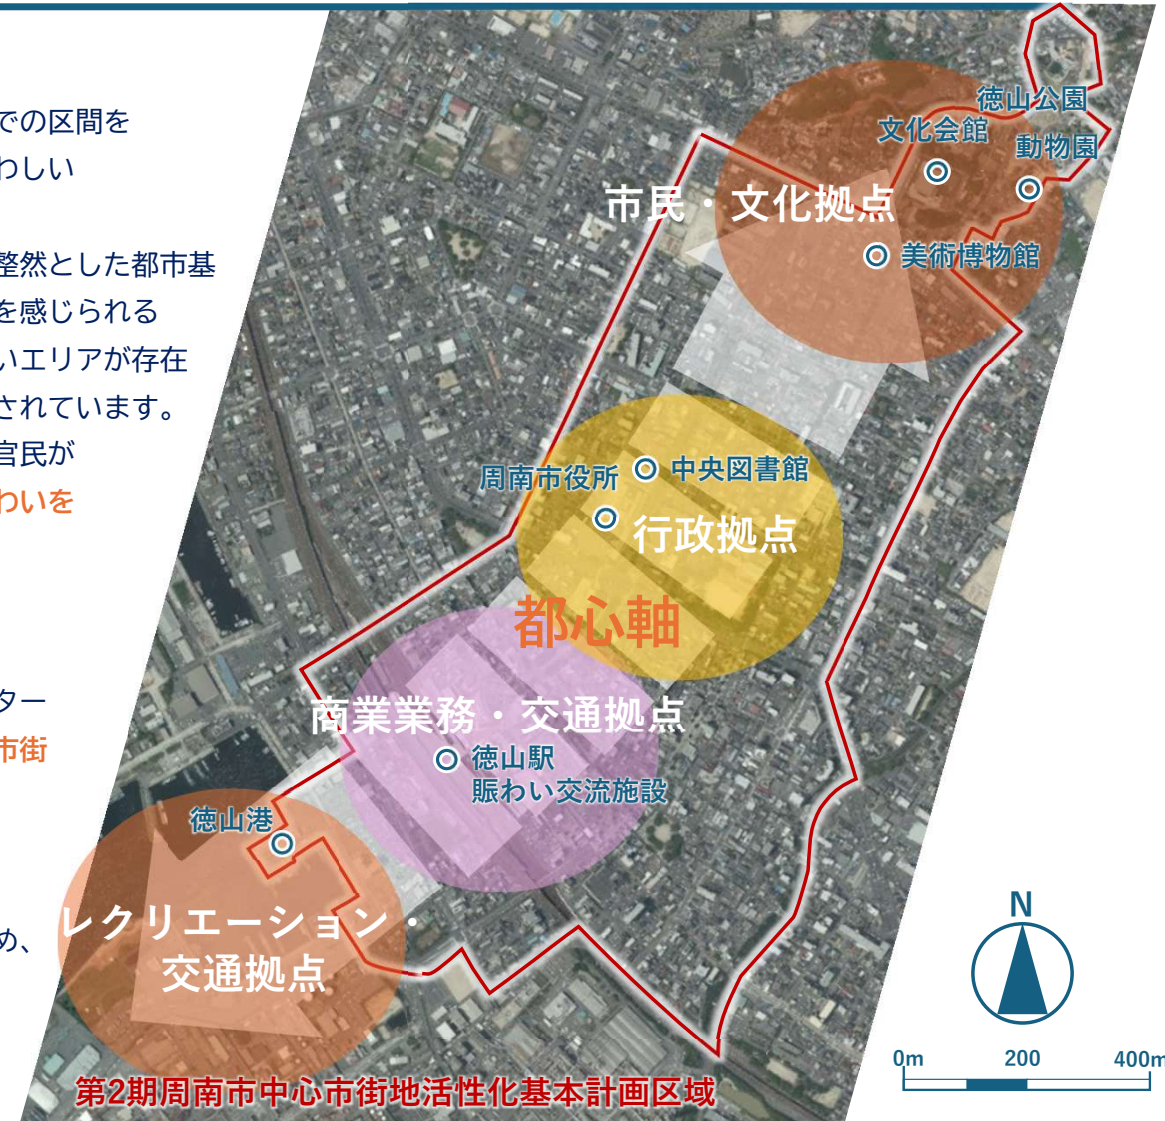 での区間を
わしい
整然とした都市基
を感じられる
いエリアが存在
されています。
官民が
わいを
ター
市街
め、
徳山公園
文化会館
動物園
市民・文化拠点
美術博物館
周南市役所
中央図書館
行政拠点
都心軸
商業業務・交通拠点
徳山駅
賑わい交流施設
徳山港
レクリエーション・
交通拠点
第2期周南市中心市街地活性化基本計画区域
N
0m 200 400m